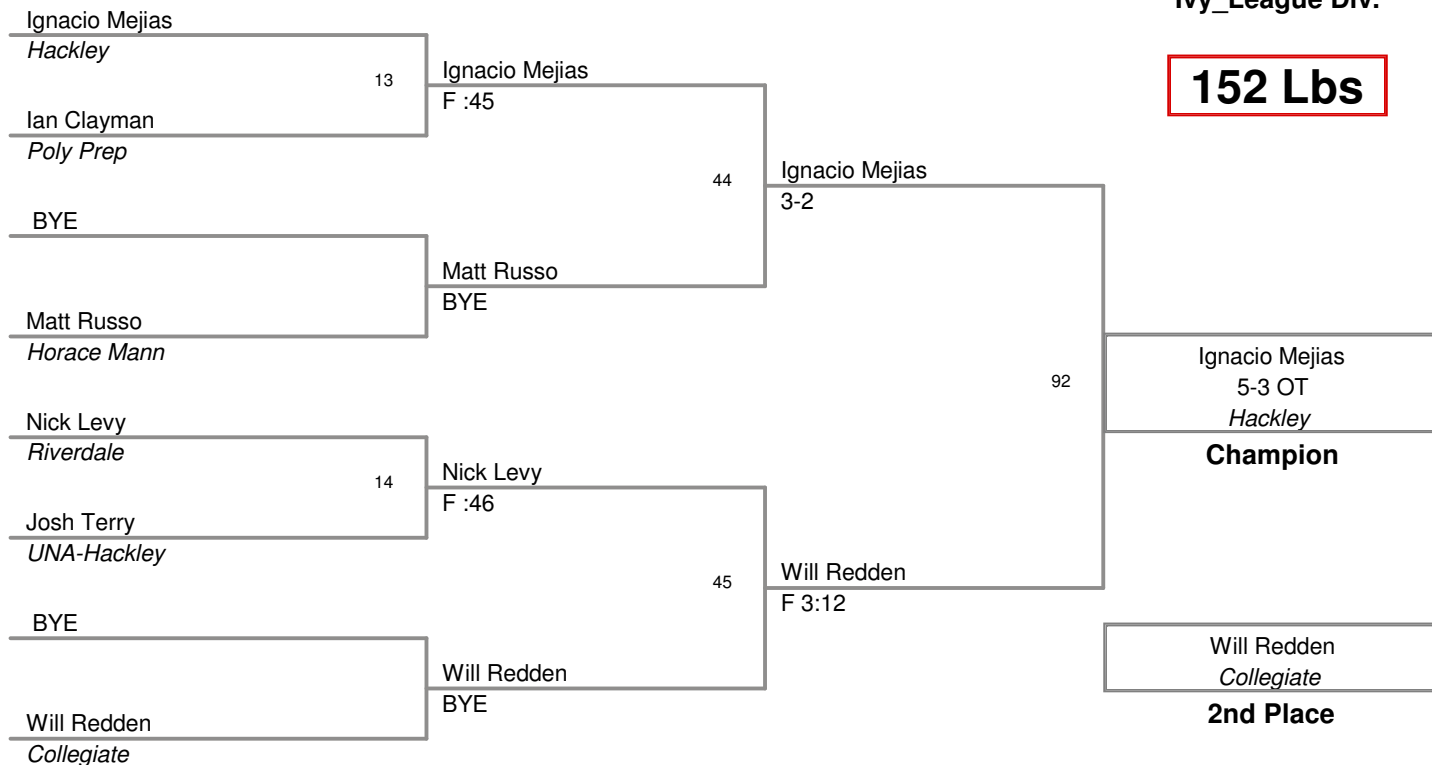 Ivy_League Div.
152 Lbs
Ignacio Mejias
Hackley
13
Ian Clayman
Poly Prep
Ignacio Mejias
F :45
BYE
Matt Russo
Horace Mann
Matt Russo
BYE
44
Ignacio Mejias
3-2
Nick Levy
Riverdale
14
Josh Terry
UNA-Hackley
Nick Levy
F :46
BYE
Will Redden
Collegiate
Will Redden
BYE
45
Will Redden
F 3:12
92
Ignacio Mejias
5-3 OT
Hackley
Champion
Will Redden
Collegiate
2nd Place